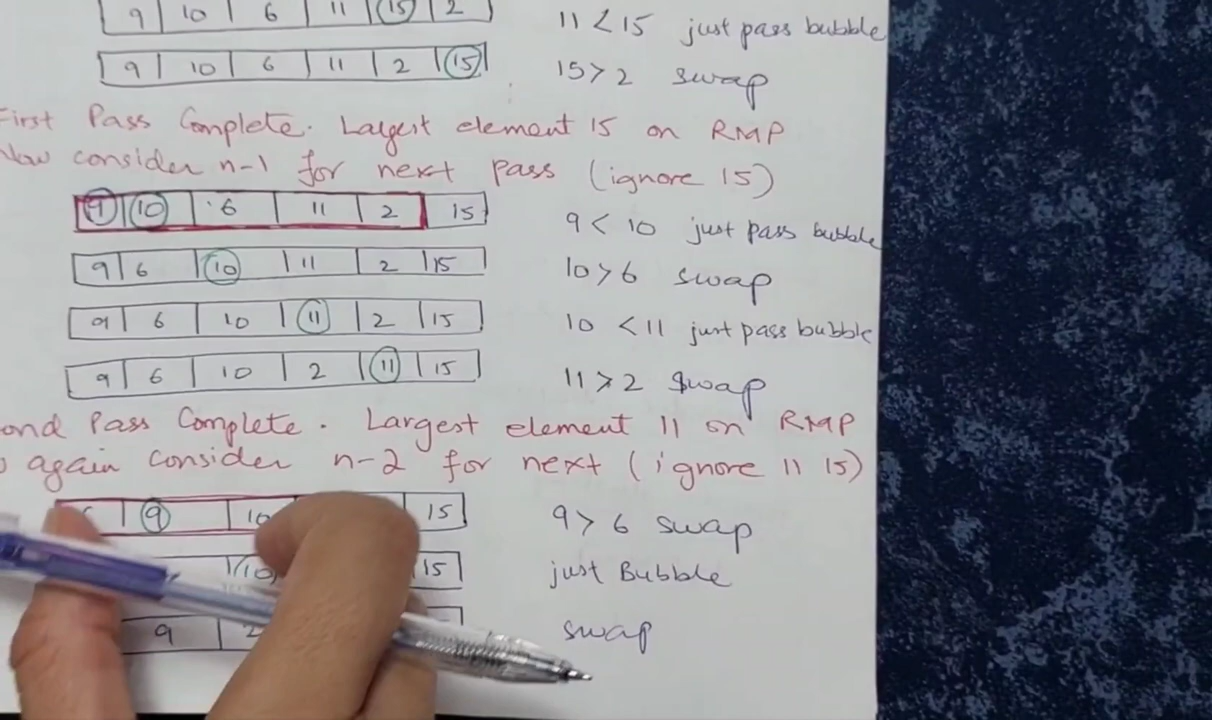 9 10 6 11 15 2 11 < 15 just pass bubble
9 10 6 11 2 15 15 > 2 swap
First Pass Complete. Largest element 15 on RMP
Now consider n-1 for next pass (ignore 15)
9 10 6 11 2 15 9 < 10 just pass bubble
9 6 10 11 2 15 10 > 6 swap
9 6 10 11 2 15 10 < 11 just pass bubble
9 6 10 2 11 15 11 > 2 swap
ond Pass Complete. Largest element 11 on RMP
again consider n-2 for next (ignore 11 15)
9 10 15 9 > 6 swap
10 15 just Bubble
9 2 swap